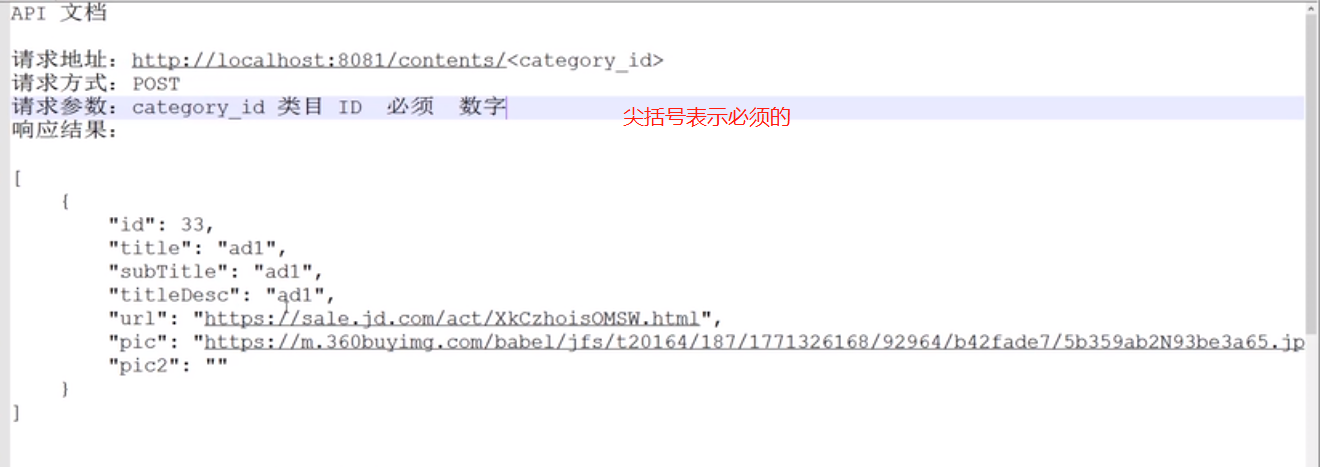 API 文档
请求地址：http://localhost:8081/contents/<category_id>
请求方式：POST
请求参数：category_id 类目 ID 必须 数字
尖括号表示必须的
响应结果：
[
{
"id": 33,
"title": "ad1",
"subTitle": "ad1",
"titleDesc": "ad1",
"url": "https://sale.jd.com/act/XkCzhoisOMSW.html",
"pic": "https://m.360buyimg.com/babel/jfs/t20164/187/1771326168/92964/b42fade7/5b359ab2N93be3a65.jp
"pic2": ""
}
]